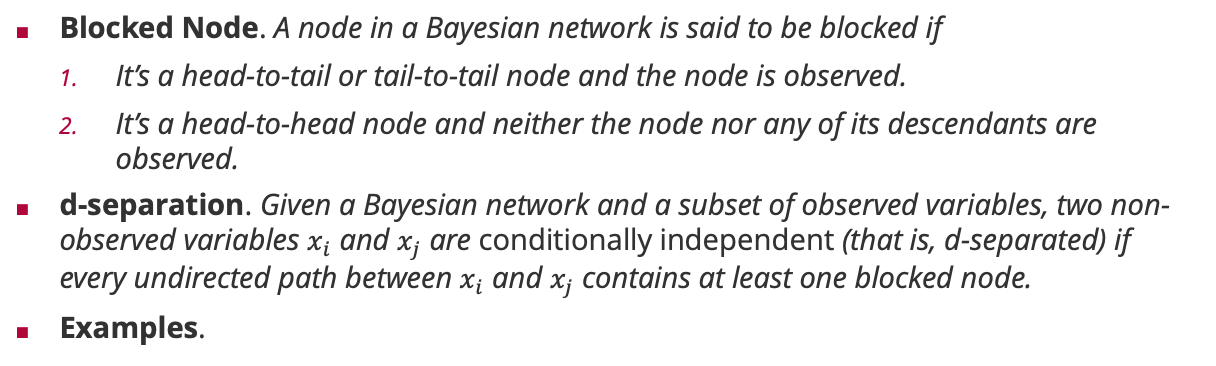 ▪ Blocked Node. A node in a Bayesian network is said to be blocked if
1. It’s a head-to-tail or tail-to-tail node and the node is observed.
2. It’s a head-to-head node and neither the node nor any of its descendants are
observed.
▪ d-separation. Given a Bayesian network and a subset of observed variables, two non-
observed variables xᵢ and xⱼ are conditionally independent (that is, d-separated) if
every undirected path between xᵢ and xⱼ contains at least one blocked node.
▪ Examples.